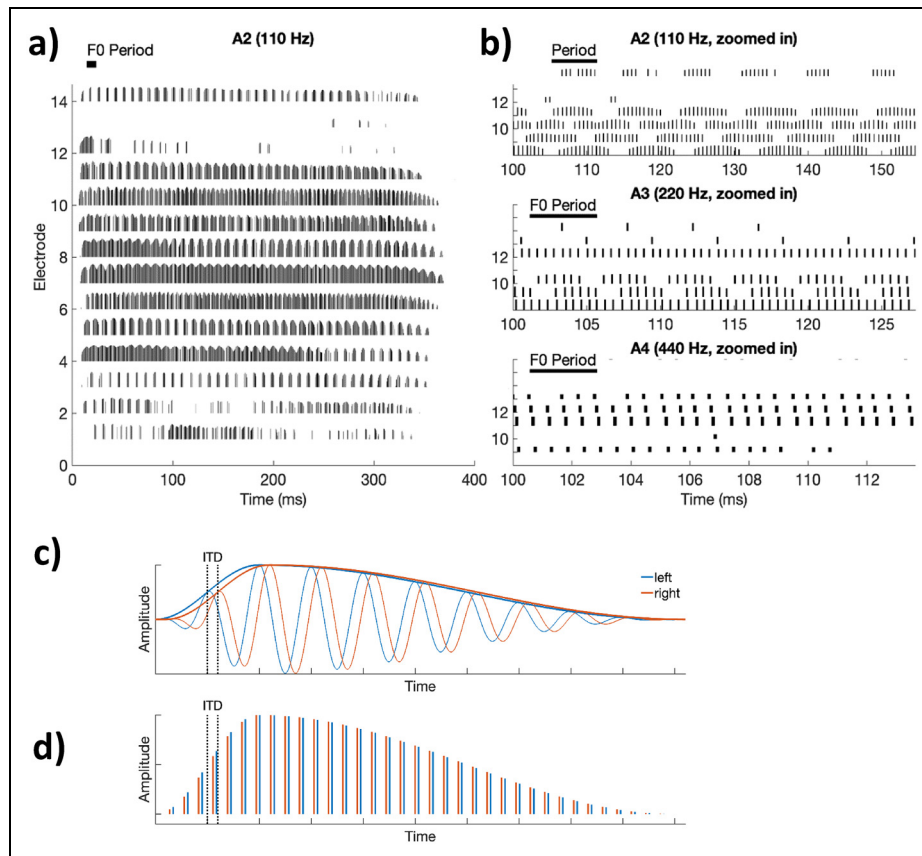 a)
A2 (110 Hz)
F0 Period
14
12
10
8
6
4
2
0
Electrode
0 100 200 300 400
Time (ms)
b)
Period
A2 (110 Hz, zoomed in)
12
10
100 110 120 130 140 150
A3 (220 Hz, zoomed in)
F0 Period
12
10
100 105 110 115 120 125
A4 (440 Hz, zoomed in)
F0 Period
12
10
100 102 104 106 108 110 112
Time (ms)
c)
ITD
left
right
Amplitude
Time
d)
ITD
Amplitude
Time